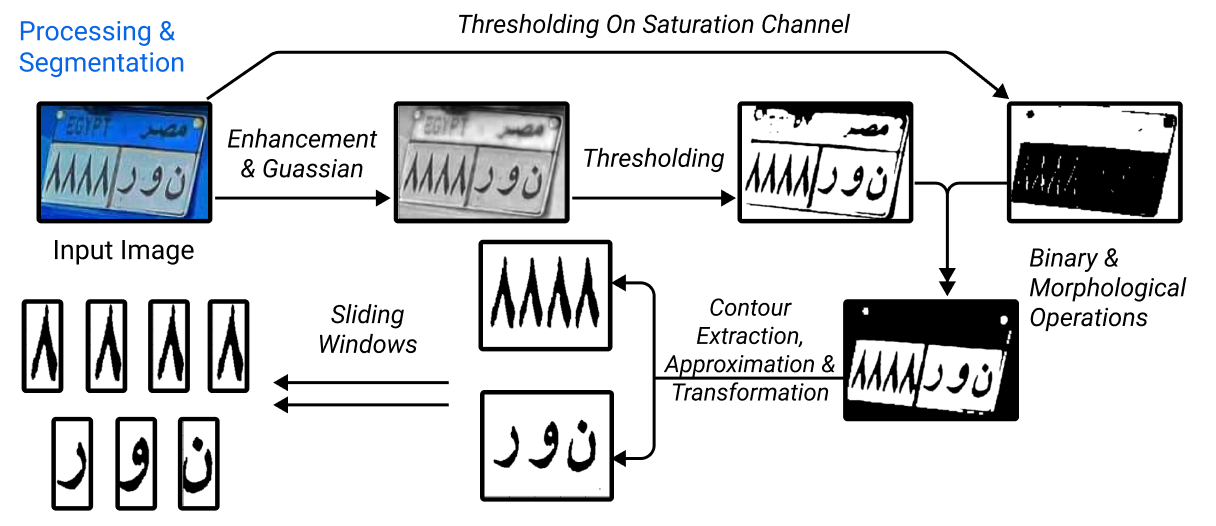 Processing &
Segmentation
Thresholding On Saturation Channel
EGYPT مصر
٨٨٨٨ ن و ر
Enhancement
& Guassian
EGYPT مصر
٨٨٨٨ ن و ر
Thresholding
مصر
٨٨٨٨ ن و ر
Input Image
Binary &
Morphological
Operations
٨٨٨٨ ن و ر
Contour
Extraction,
Approximation &
Transformation
٨٨٨٨
ن و ر
Sliding
Windows
٨ ٨ ٨ ٨
ن و ر